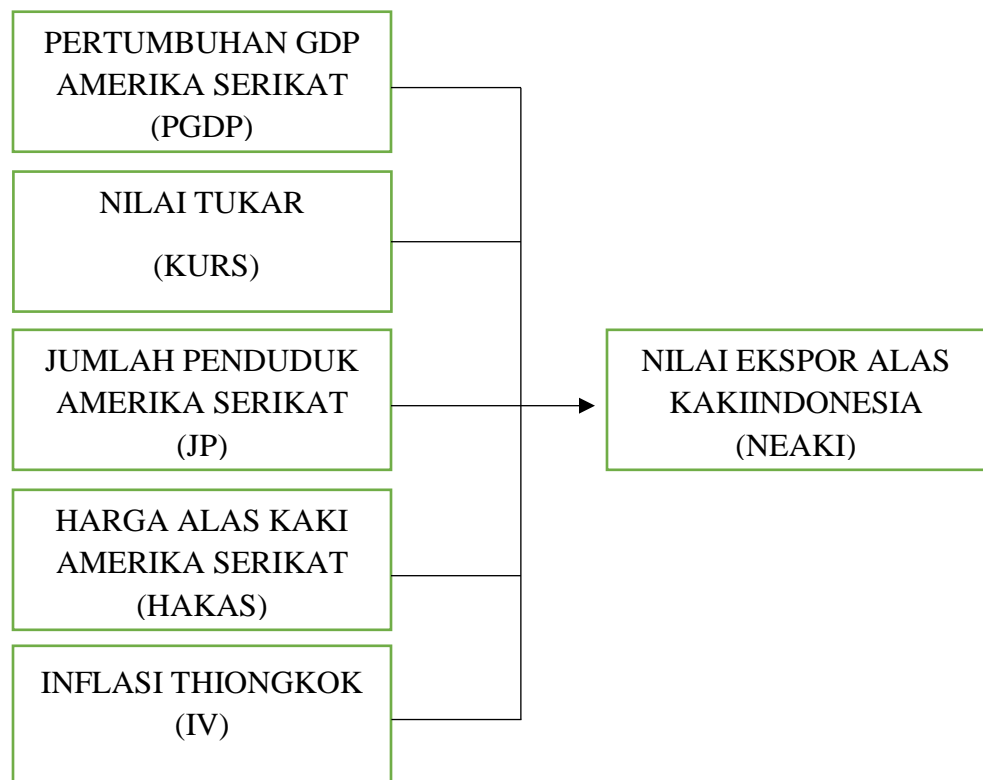 PERTUMBUHAN GDP
AMERIKA SERIKAT
(PGDP)
NILAI TUKAR
(KURS)
JUMLAH PENDUDUK
AMERIKA SERIKAT
(JP)
HARGA ALAS KAKI
AMERIKA SERIKAT
(HAKAS)
INFLASI THIONGKOK
(IV)
NILAI EKSPOR ALAS
KAKIINDONESIA
(NEAKI)